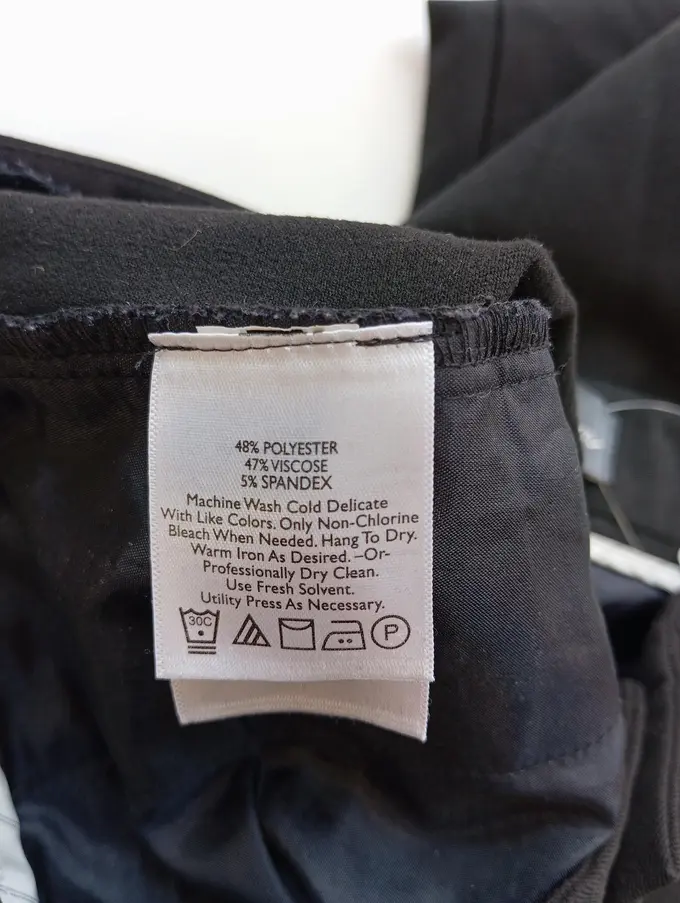 48% POLYESTER
47% VISCOSE
5% SPANDEX
Machine Wash Cold Delicate
With Like Colors. Only Non-Chlorine
Bleach When Needed. Hang To Dry.
Warm Iron As Desired. –Or–
Professionally Dry Clean.
Use Fresh Solvent.
Utility Press As Necessary.
30C P